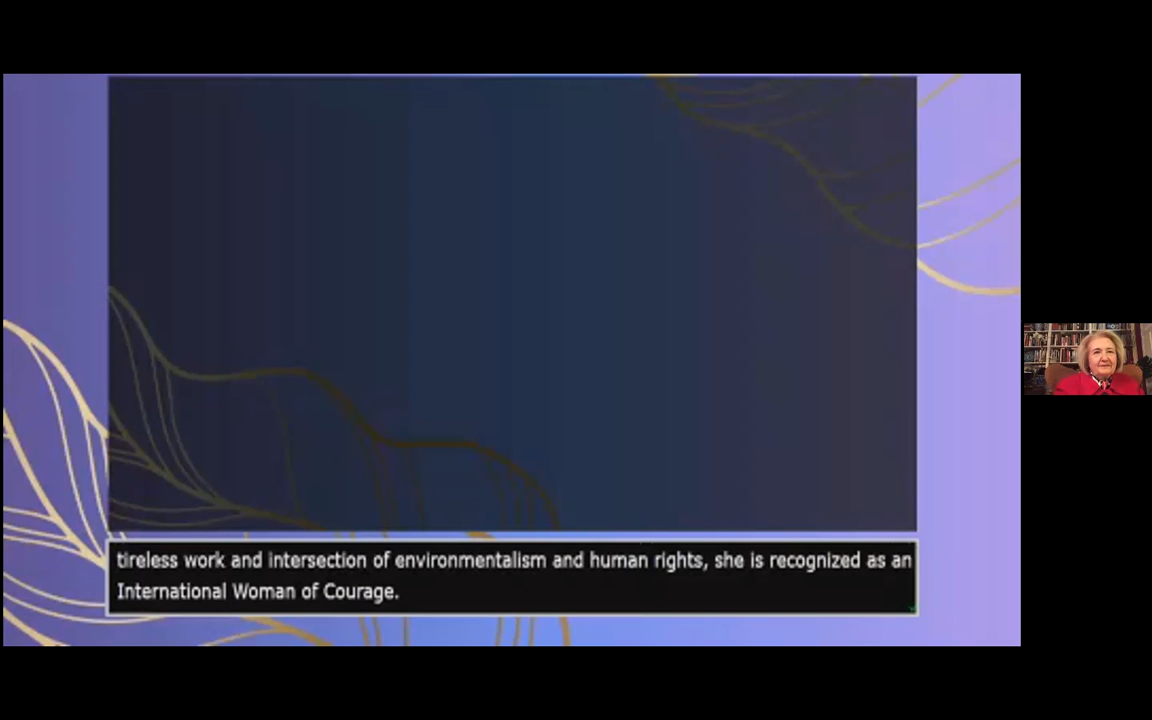 tireless work and intersection of environmentalism and human rights, she is recognized as an
International Woman of Courage.